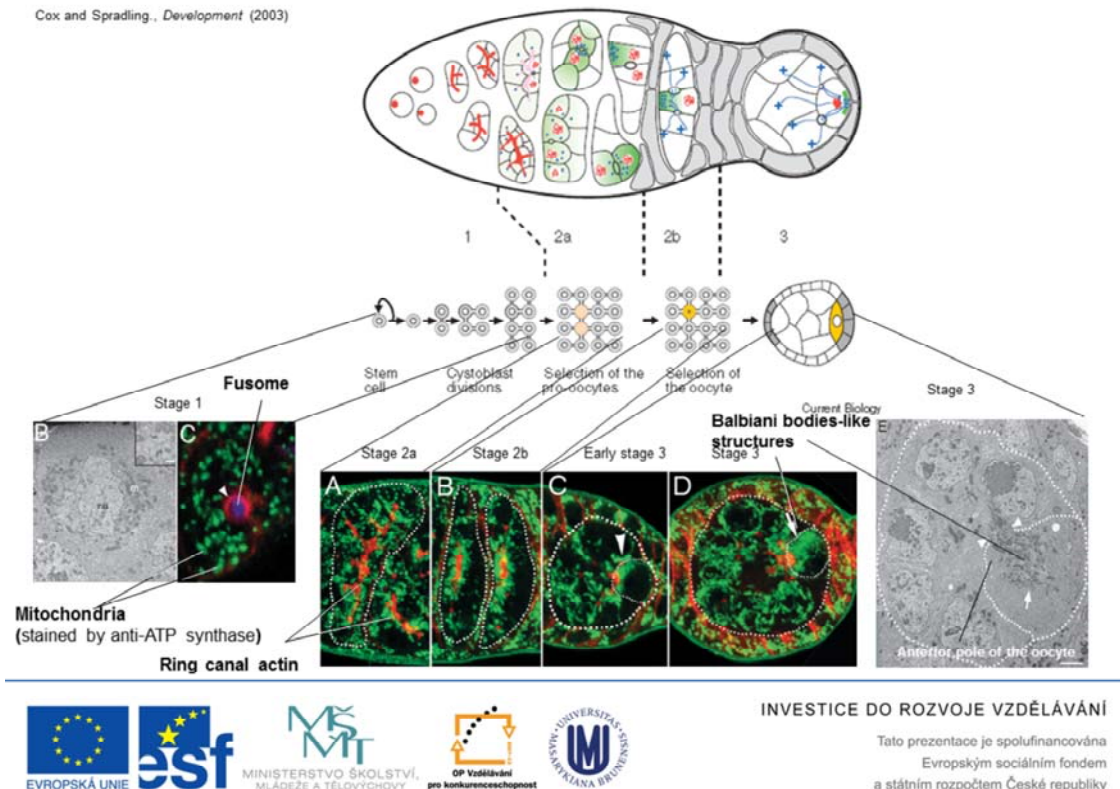 Cox and Spradling., Development (2003)
1 2a 2b 3
Stem cell
Cystoblast divisions
Selection of the pro-oocytes
Selection of the oocyte
Fusome
Stage 1
Stage 3
Current Biology
Balbiani bodies-like
structures
Stage 2a
Stage 2b
Early stage 3
Stage 3
B
C
A
B
C
D
E
Mitochondria
(stained by anti-ATP synthase)
Ring canal actin
Anterior pole of the oocyte
EVROPSKÁ UNIE
esf
MŠMT
MINISTERSTVO ŠKOLSTVÍ,
MLÁDEŽE A TĚLOVÝCHOVY
OP Vzdělávání
pro konkurenceschopnost
UNIVERSITAS
MASARYKIANA BRUNENSIS
INVESTICE DO ROZVOJE VZDĚLÁVÁNÍ
Tato prezentace je spolufinancována
Evropským sociálním fondem
a státním rozpočtem České republiky